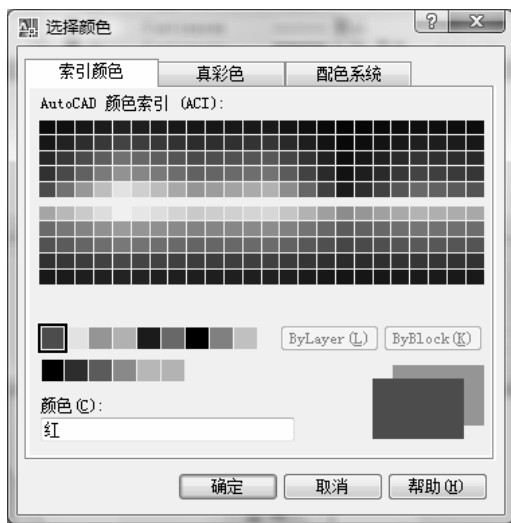 选择颜色
索引颜色 真彩色 配色系统
AutoCAD 颜色索引 (ACI):
ByLayer(L) ByBlock(K)
颜色(C):
红
确定 取消 帮助(H)